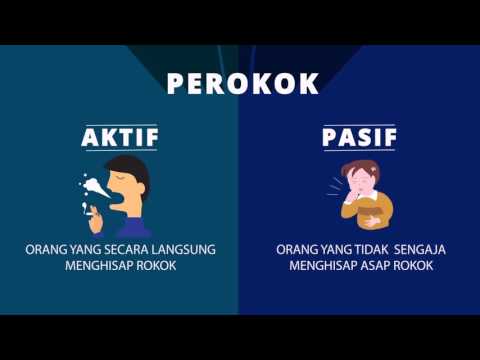 PEROKOK
AKTIF
ORANG YANG SECARA LANGSUNG
MENGHISAP ROKOK
PASIF
ORANG YANG TIDAK SENGAJA
MENGHISAP ASAP ROKOK